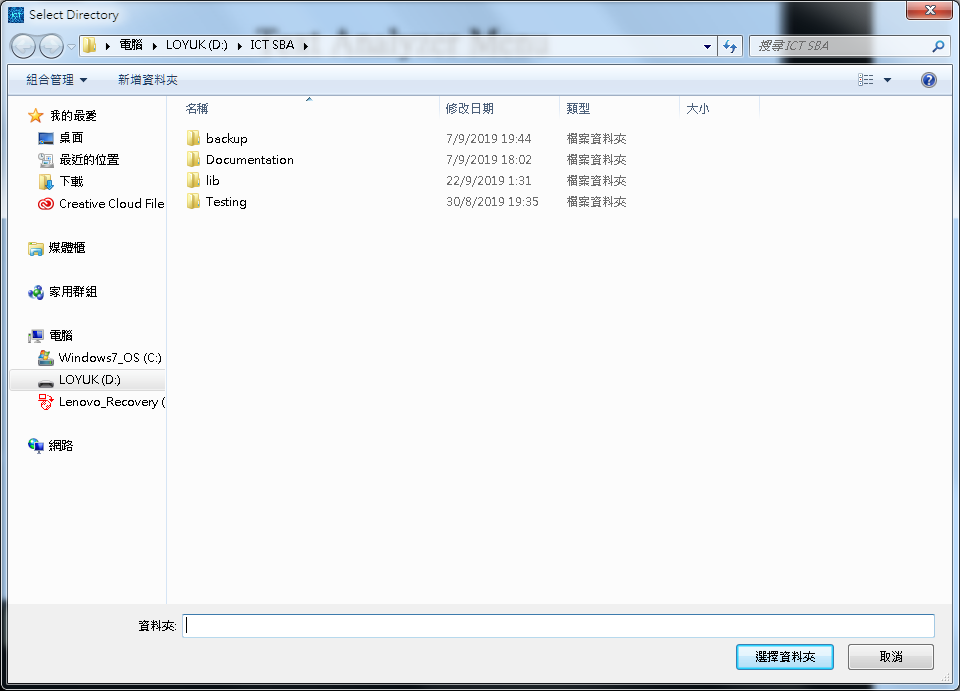 Select Directory
Text Analyzer Menu
電腦 LOYUK (D:) ICT SBA
搜尋 ICT SBA
組合管理 新增資料夾
我的最愛
桌面
最近的位置
下載
Creative Cloud File
媒體櫃
家用群組
電腦
Windows7_OS (C:)
LOYUK (D:)
Lenovo_Recovery (
網路
名稱 修改日期 類型 大小
backup 7/9/2019 19:44 檔案資料夾
Documentation 7/9/2019 18:02 檔案資料夾
lib 22/9/2019 1:31 檔案資料夾
Testing 30/8/2019 19:35 檔案資料夾
資料夾:
選擇資料夾 取消